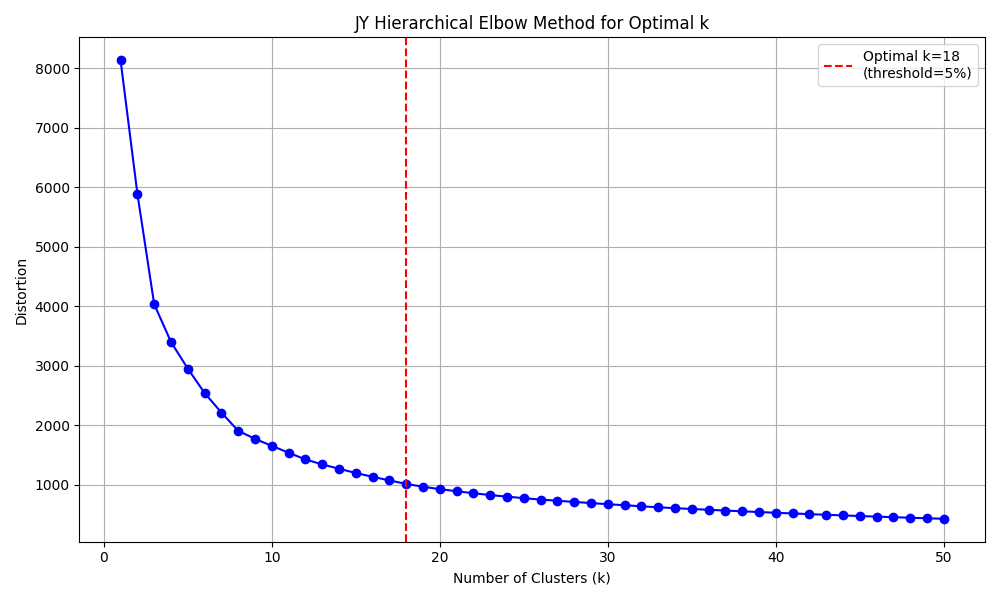 JY Hierarchical Elbow Method for Optimal k
Optimal k=18
(threshold=5%)
Distortion
8000
7000
6000
5000
4000
3000
2000
1000
0 10 20 30 40 50
Number of Clusters (k)